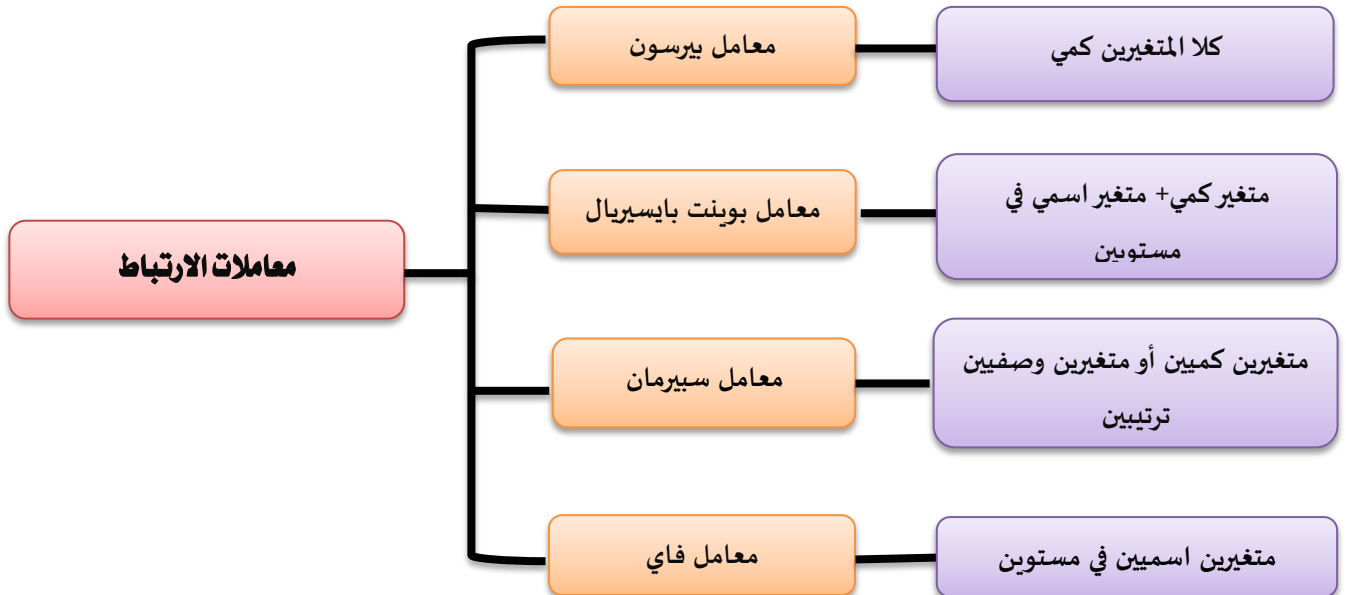 معاملات الارتباط
معامل بيرسون
كلا المتغيرين كمي
معامل بوينت بايسيريال
متغير كمي+ متغير اسمي في
مستويين
معامل سبيرمان
متغيرين كميين أو متغيرين وصفيين
ترتيبين
معامل فاي
متغيرين اسميين في مستوين